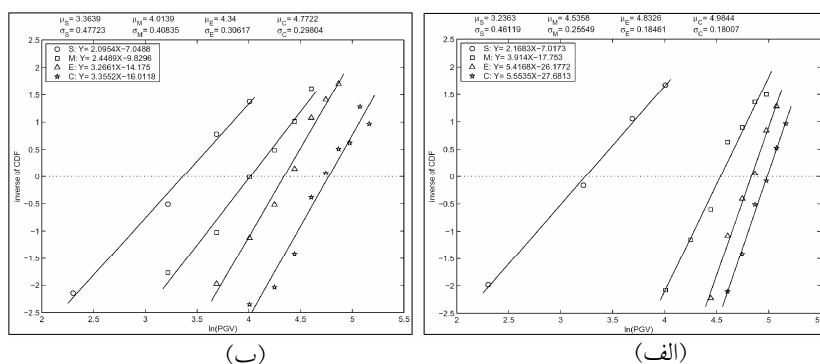 μS=3.3639 μM=4.0139 μE=4.34 μC=4.7722
σS=0.47723 σM=0.40835 σE=0.30617 σC=0.29804
S: Y= 2.0954X−7.0488
M: Y= 2.4489X−9.8296
E: Y=3.2661X−14.175
C: Y=3.3552X−16.0118
inverse of CDF
1.5
1
0.5
0
−0.5
−1
−1.5
−2
−2.5
2 2.5 3 3.5 4 4.5 5 5.5
ln(PGV)
(ب)
μS=3.2363 μM=4.5358 μE=4.8326 μC=4.9844
σS=0.46119 σM=0.25549 σE=0.18461 σC=0.18007
S: Y=2.1683X−7.0173
M: Y=3.914X−17.753
E: Y=5.4168X−26.1772
C: Y=5.5535X−27.6813
inverse of CDF
2
1.5
1
0.5
0
−0.5
−1
−1.5
−2
−2.5
2 2.5 3 3.5 4 4.5 5 5.5
ln(PGV)
(الف)